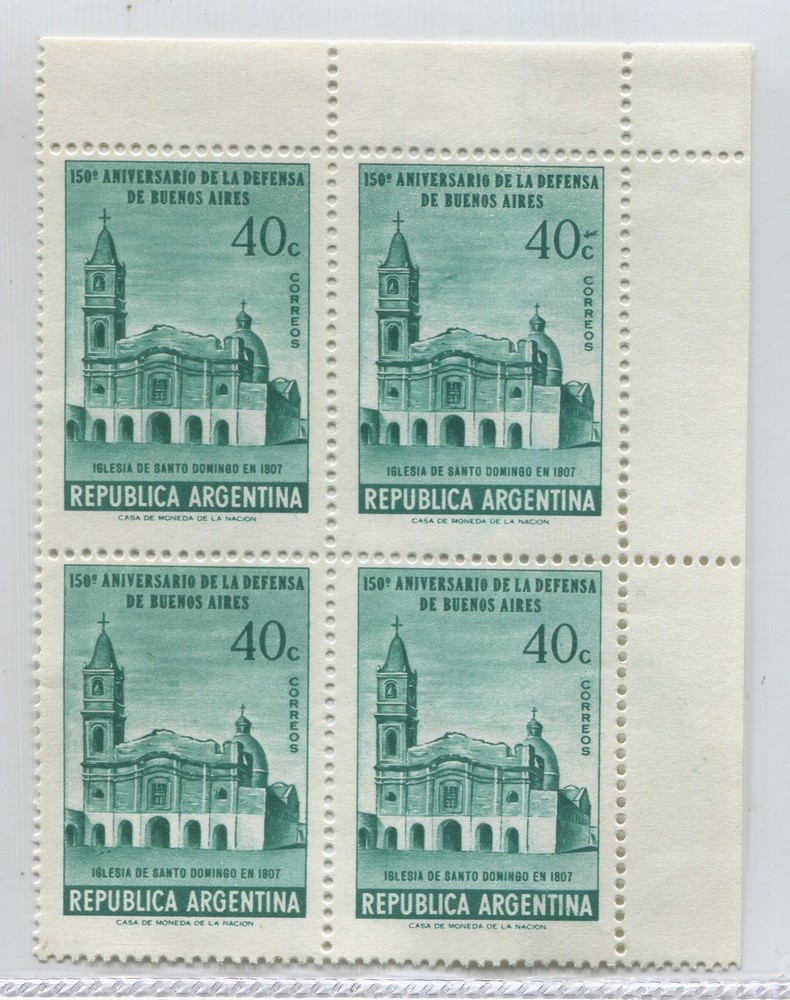 150º ANIVERSARIO DE LA DEFENSA
DE BUENOS AIRES
40c
CORREOS
IGLESIA DE SANTO DOMINGO EN 1807
REPUBLICA ARGENTINA
CASA DE MONEDA DE LA NACION
150º ANIVERSARIO DE LA DEFENSA
DE BUENOS AIRES
40c
CORREOS
IGLESIA DE SANTO DOMINGO EN 1807
REPUBLICA ARGENTINA
CASA DE MONEDA DE LA NACION
150º ANIVERSARIO DE LA DEFENSA
DE BUENOS AIRES
40c
CORREOS
IGLESIA DE SANTO DOMINGO EN 1807
REPUBLICA ARGENTINA
CASA DE MONEDA DE LA NACION
150º ANIVERSARIO DE LA DEFENSA
DE BUENOS AIRES
40c
CORREOS
IGLESIA DE SANTO DOMINGO EN 1807
REPUBLICA ARGENTINA
CASA DE MONEDA DE LA NACION